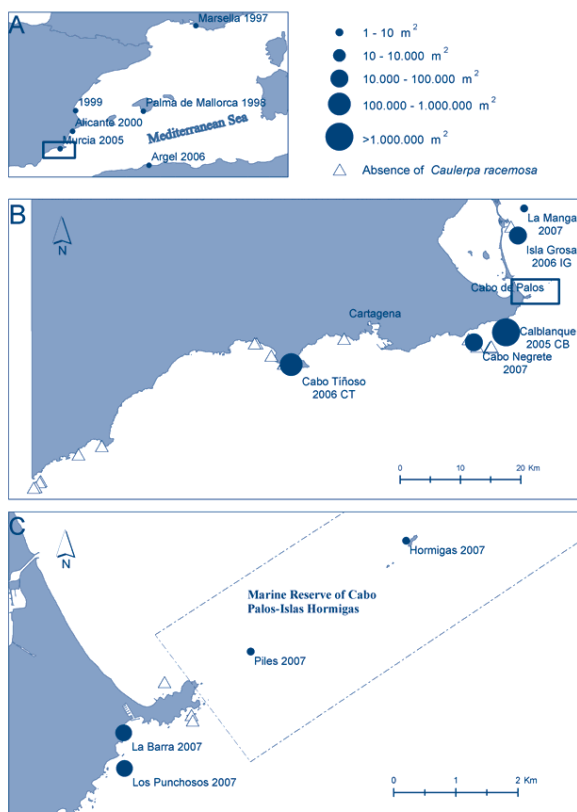 A
Marsella 1997
1999
Palma de Mallorca 1998
Alicante 2000
Mediterranean Sea
Murcia 2005
Argel 2006
1 - 10 m²
10 - 10.000 m²
10.000 - 100.000 m²
100.000 - 1.000.000 m²
>1.000.000 m²
Absence of Caulerpa racemosa
B
N
La Manga
2007
Isla Grosa
2006 IG
Cabo de Palos
Cartagena
Calblanque
2005 CB
Cabo Negrete
2007
Cabo Tiñoso
2006 CT
0 10 20 Km
C
N
Hormigas 2007
Marine Reserve of Cabo
Palos-Islas Hormigas
Piles 2007
La Barra 2007
Los Punchosos 2007
0 1 2 Km